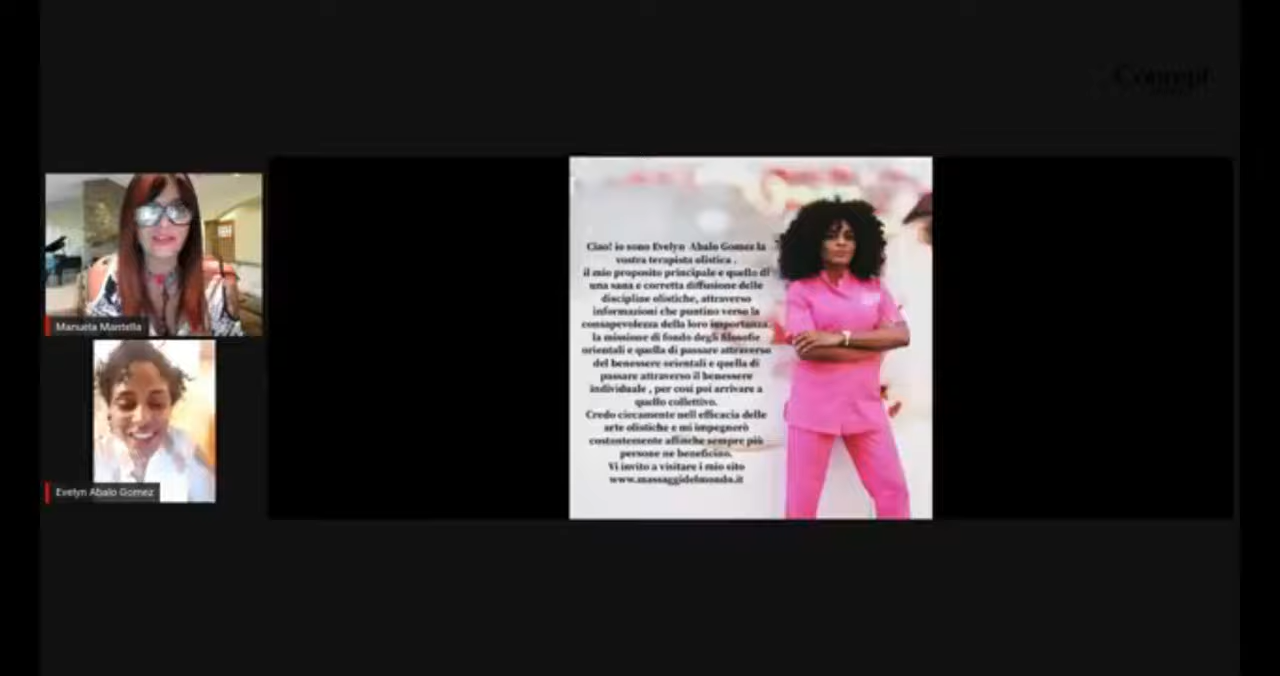 Concept
Manuela Mantella
Evelyn Abalo Gomez
Ciao! io sono Evelyn Abalo Gomez la
vostra terapista olistica .
il mio proposito principale e quello di
una sana e corretta diffusione delle
discipline olistiche, attraverso
informazioni che puntino verso la
consapevolezza della loro importanza.
la missione di fondo degli filosofie
orientali e quella di passare attraverso
del benessere orientali e quella di
passare attraverso il benessere
individuale , per cosi poi arrivare a
quello collettivo.
Credo ciecamente nell efficacia delle
arte olistiche e mi impegnerò
costantemente affinche sempre più
persone ne beneficino.
Vi invito a visitare i mio sito
www.massaggidelmondo.it